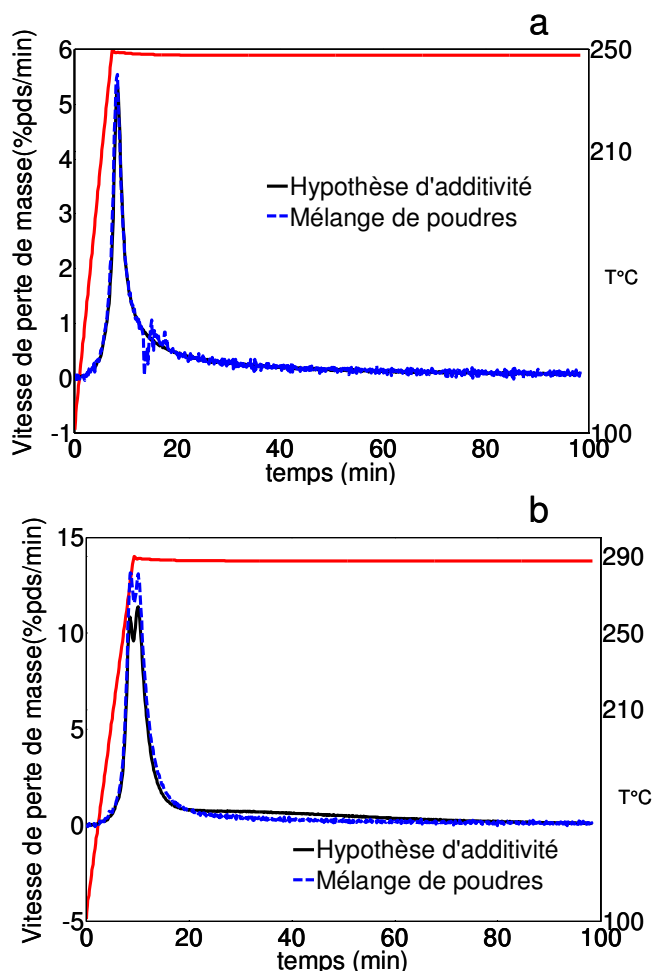 a
Vitesse de perte de masse(%pds/min)
6
5
4
3
2
1
0
-1
Hypothèse d'additivité
Mélange de poudres
250
210
T°C
100
0
20
40
60
80
100
temps (min)
b
Vitesse de perte de masse(%pds/min)
15
10
5
0
-5
290
250
210
T°C
100
Hypothèse d'additivité
Mélange de poudres
0
20
40
60
80
100
temps (min)